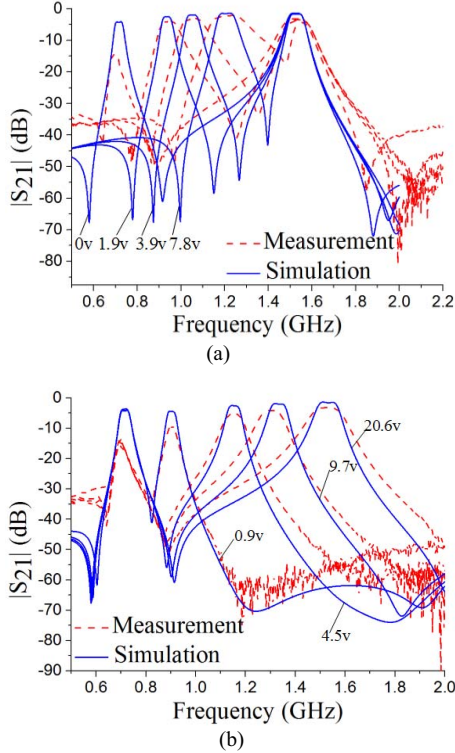 |S21| (dB)
0
-10
-20
-30
-40
-50
-60
-70
-80
0v 1.9v 3.9v 7.8v
Measurement
Simulation
0.6 0.8 1.0 1.2 1.4 1.6 1.8 2.0 2.2
Frequency (GHz)
(a)
|S21| (dB)
0
-10
-20
-30
-40
-50
-60
-70
-80
-90
20.6v
9.7v
0.9v
4.5v
Measurement
Simulation
0.6 0.8 1.0 1.2 1.4 1.6 1.8 2.0
Frequency (GHz)
(b)